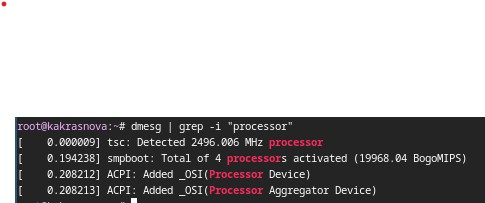 root@kakrasnova:~# dmesg | grep -i "processor"
[    0.000009] tsc: Detected 2496.006 MHz processor
[    0.194238] smpboot: Total of 4 processors activated (19968.04 BogoMIPS)
[    0.208212] ACPI: Added _OSI(Processor Device)
[    0.208213] ACPI: Added _OSI(Processor Aggregator Device)